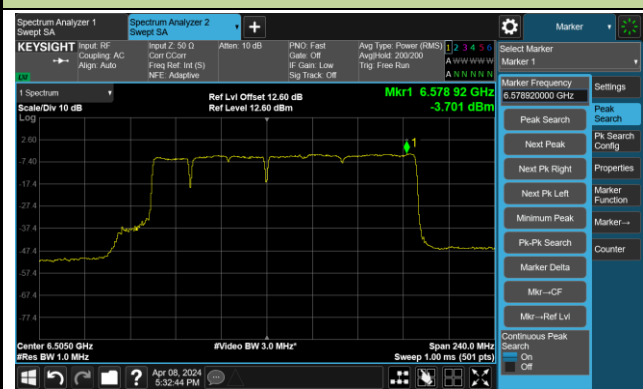 Spectrum Analyzer 1
Swept SA
Spectrum Analyzer 2
Swept SA
Marker
KEYSIGHT
Input: RF
Coupling: AC
Align: Auto
Input Z: 50 Ω
Corr CCorr
Freq Ref: Int (S)
NFE: Adaptive
Atten: 10 dB
PNO: Fast
Gate: Off
IF Gain: Low
Sig Track: Off
Avg Type: Power (RMS)
Avg|Hold: 200/200
Trig: Free Run
1 2 3 4 5 6
A W W W W W
A N N N N N
LXI
Select Marker
Marker 1
1 Spectrum
Scale/Div 10 dB
Log
Ref Lvl Offset 12.60 dB
Ref Level 12.60 dBm
Mkr1 6.578 92 GHz
-3.701 dBm
2.60
-7.40
-17.4
-27.4
-37.4
-47.4
-57.4
-67.4
-77.4
1
Center 6.5050 GHz
#Res BW 1.0 MHz
#Video BW 3.0 MHz*
Span 240.0 MHz
Sweep 1.00 ms (501 pts)
Marker Frequency
6.578920000 GHz
Peak Search
Next Peak
Next Pk Right
Next Pk Left
Minimum Peak
Pk-Pk Search
Marker Delta
Mkr→CF
Mkr→Ref Lvl
Continuous Peak
Search
On
Off
Settings
Peak
Search
Pk Search
Config
Properties
Marker
Function
Marker→
Counter
?
Apr 08, 2024
5:32:44 PM